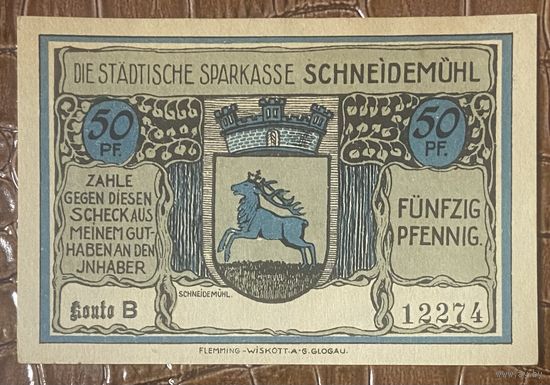 DIE STÄDTISCHE SPARKASSE SCHNEIDEMÜHL
50
PF.
50
PF.
ZAHLE
GEGEN DIESEN
SCHECK AUS
MEINEM GUT-
HABEN AN DEN
JNHABER
FÜNFZIG
PFENNIG.
SCHNEIDEMÜHL.
Konto B
12274
FLEMMING-WISKOTT.A-G.GLOGAU.